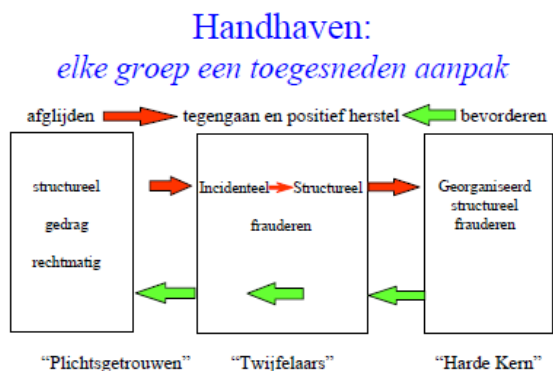 Handhaven:
elke groep een toegesneden aanpak
afglijden tegengaan en positief herstel bevorderen
structureel
gedrag
rechtmatig
Incidenteel Structureel
frauderen
Georganiseerd
structureel
frauderen
“Plichtsgetrouwen” “Twijfelaars” “Harde Kern”